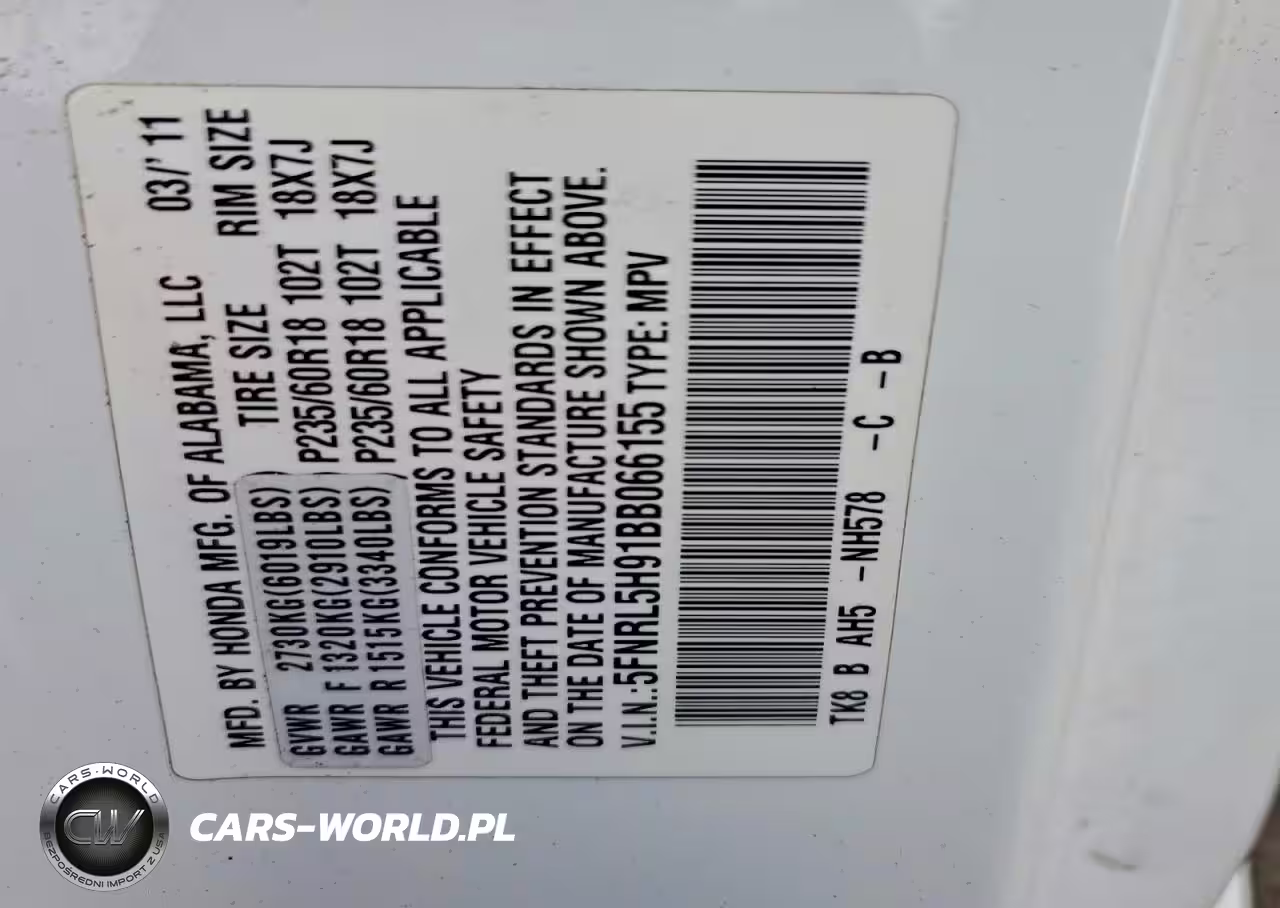 MFD. BY HONDA MFG. OF ALABAMA, LLC 03/' 11
TIRE SIZE RIM SIZE
GVWR 2730KG(6019LBS)
GAWR F 1320KG(2910LBS) P235/60R18 102T 18X7J
GAWR R 1515KG(3340LBS) P235/60R18 102T 18X7J
THIS VEHICLE CONFORMS TO ALL APPLICABLE
FEDERAL MOTOR VEHICLE SAFETY
AND THEFT PREVENTION STANDARDS IN EFFECT
ON THE DATE OF MANUFACTURE SHOWN ABOVE.
V.I.N.:5FNRL5H91BB066155 TYPE: MPV
TK8 B AH5 -NH578 -C -B
CARS-WORLD
CW
BEZPOŚREDNI IMPORT Z USA
CARS-WORLD.PL